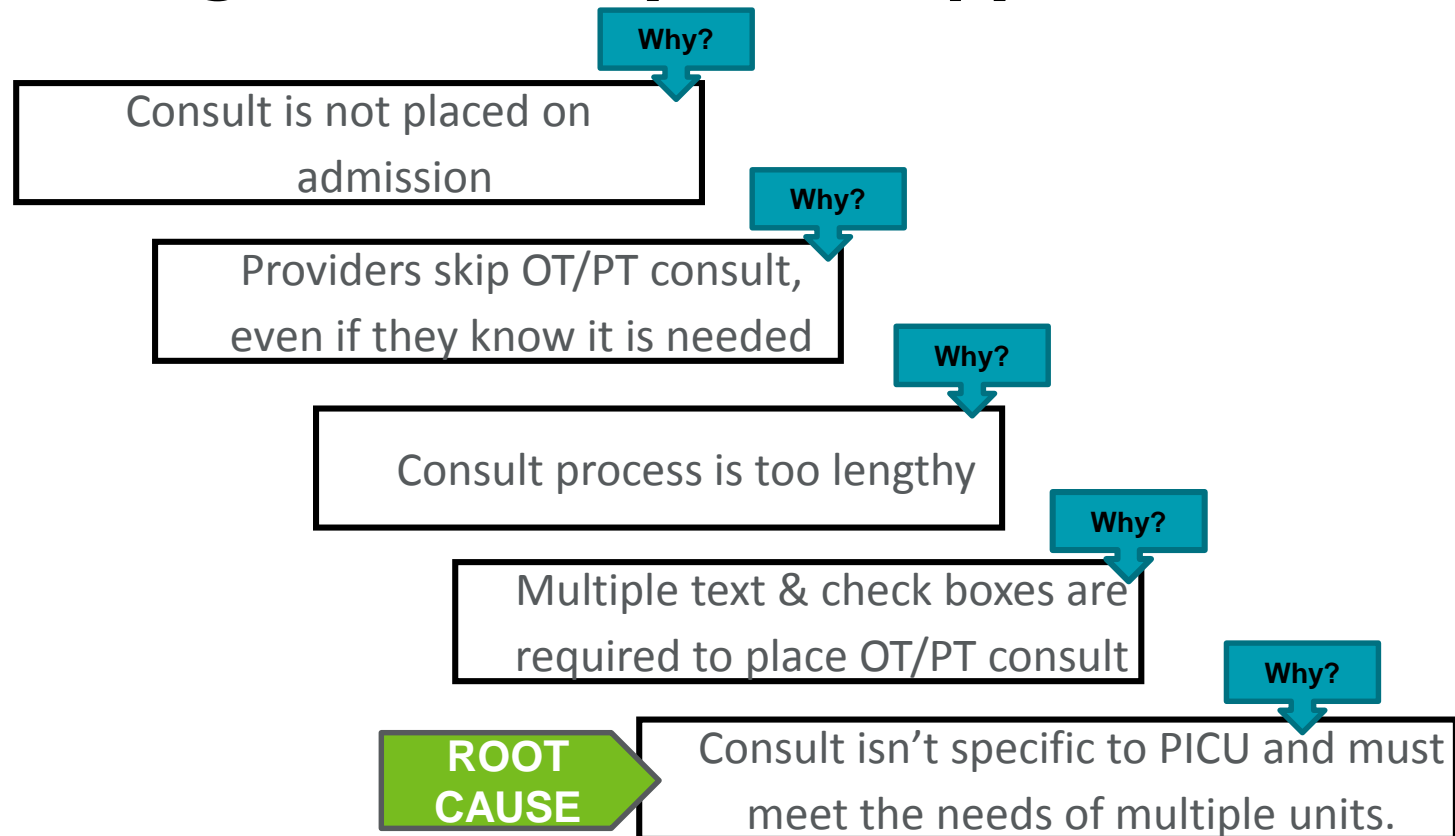 Why?
Consult is not placed on
admission
Why?
Providers skip OT/PT consult,
even if they know it is needed
Why?
Consult process is too lengthy
Why?
Multiple text & check boxes are
required to place OT/PT consult
Why?
ROOT
CAUSE
Consult isn’t specific to PICU and must
meet the needs of multiple units.